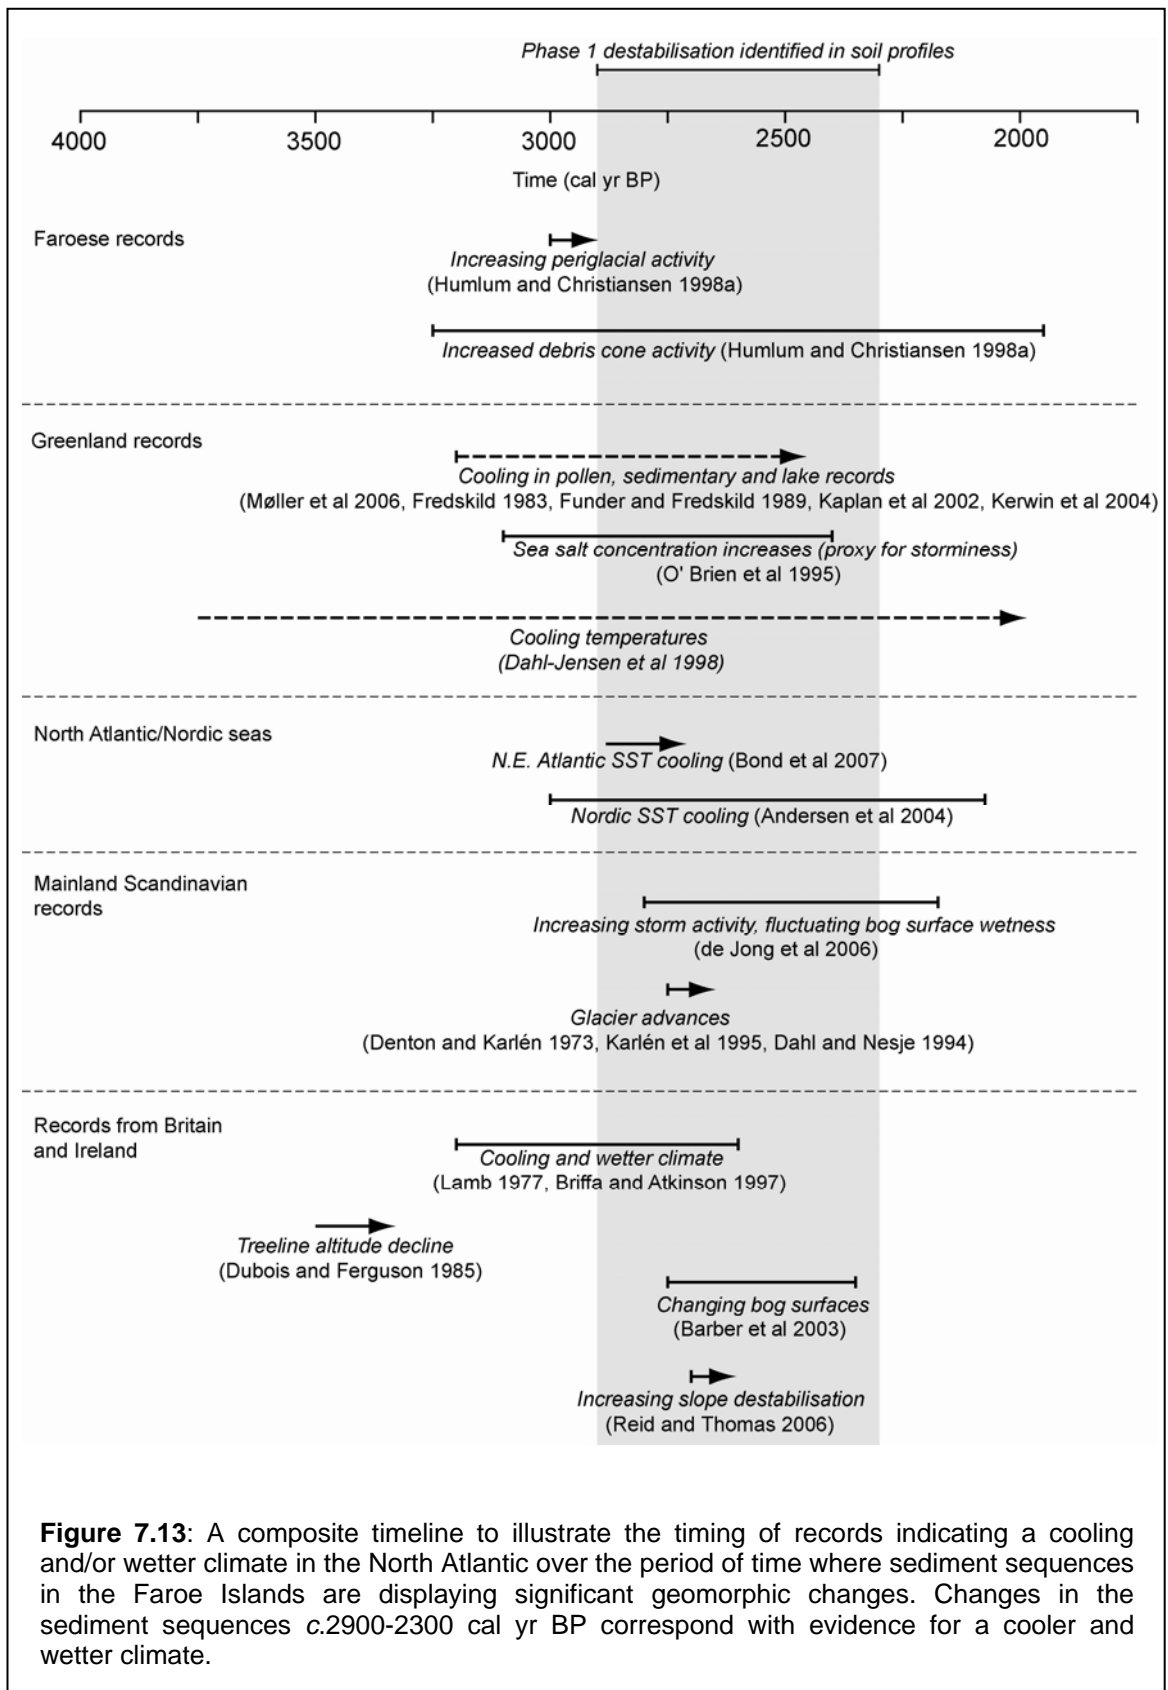 Phase 1 destabilisation identified in soil profiles
4000 3500 3000 2500 2000
Time (cal yr BP)
Faroese records
Increasing periglacial activity
(Humlum and Christiansen 1998a)
Increased debris cone activity (Humlum and Christiansen 1998a)
Greenland records
Cooling in pollen, sedimentary and lake records
(Møller et al 2006, Fredskild 1983, Funder and Fredskild 1989, Kaplan et al 2002, Kerwin et al 2004)
Sea salt concentration increases (proxy for storminess)
(O' Brien et al 1995)
Cooling temperatures
(Dahl-Jensen et al 1998)
North Atlantic/Nordic seas
N.E. Atlantic SST cooling (Bond et al 2007)
Nordic SST cooling (Andersen et al 2004)
Mainland Scandinavian
records
Increasing storm activity, fluctuating bog surface wetness
(de Jong et al 2006)
Glacier advances
(Denton and Karlén 1973, Karlén et al 1995, Dahl and Nesje 1994)
Records from Britain
and Ireland
Cooling and wetter climate
(Lamb 1977, Briffa and Atkinson 1997)
Treeline altitude decline
(Dubois and Ferguson 1985)
Changing bog surfaces
(Barber et al 2003)
Increasing slope destabilisation
(Reid and Thomas 2006)
Figure 7.13: A composite timeline to illustrate the timing of records indicating a cooling
and/or wetter climate in the North Atlantic over the period of time where sediment sequences
in the Faroe Islands are displaying significant geomorphic changes. Changes in the
sediment sequences c.2900-2300 cal yr BP correspond with evidence for a cooler and
wetter climate.